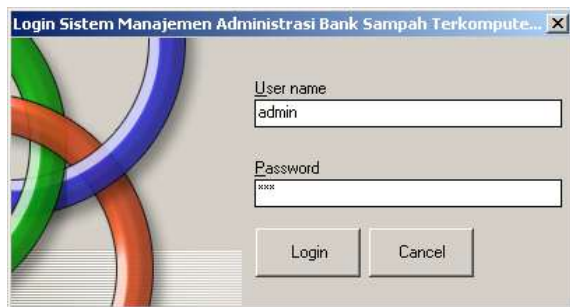 Login Sistem Manajemen Administrasi Bank Sampah Terkompute...
User name
admin
Password
***
Login Cancel